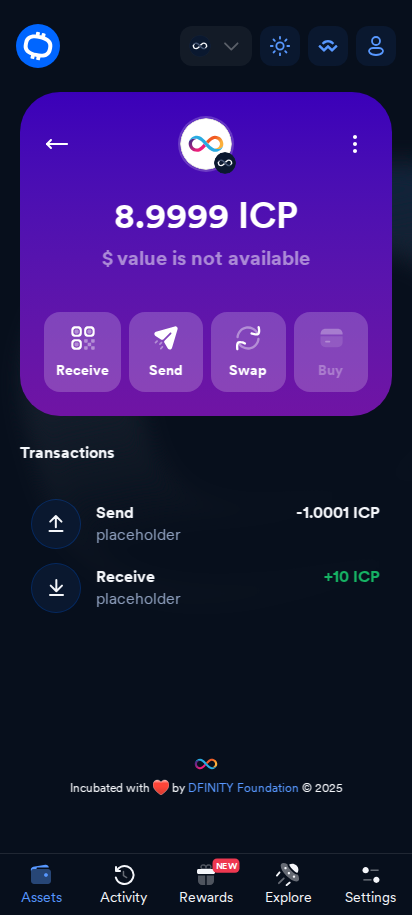 8.9999 ICP
$ value is not available
Receive Send Swap Buy
Transactions
Send -1.0001 ICP
placeholder
Receive +10 ICP
placeholder
Incubated with ❤️ by DFINITY Foundation © 2025
NEW
Assets Activity Rewards Explore Settings